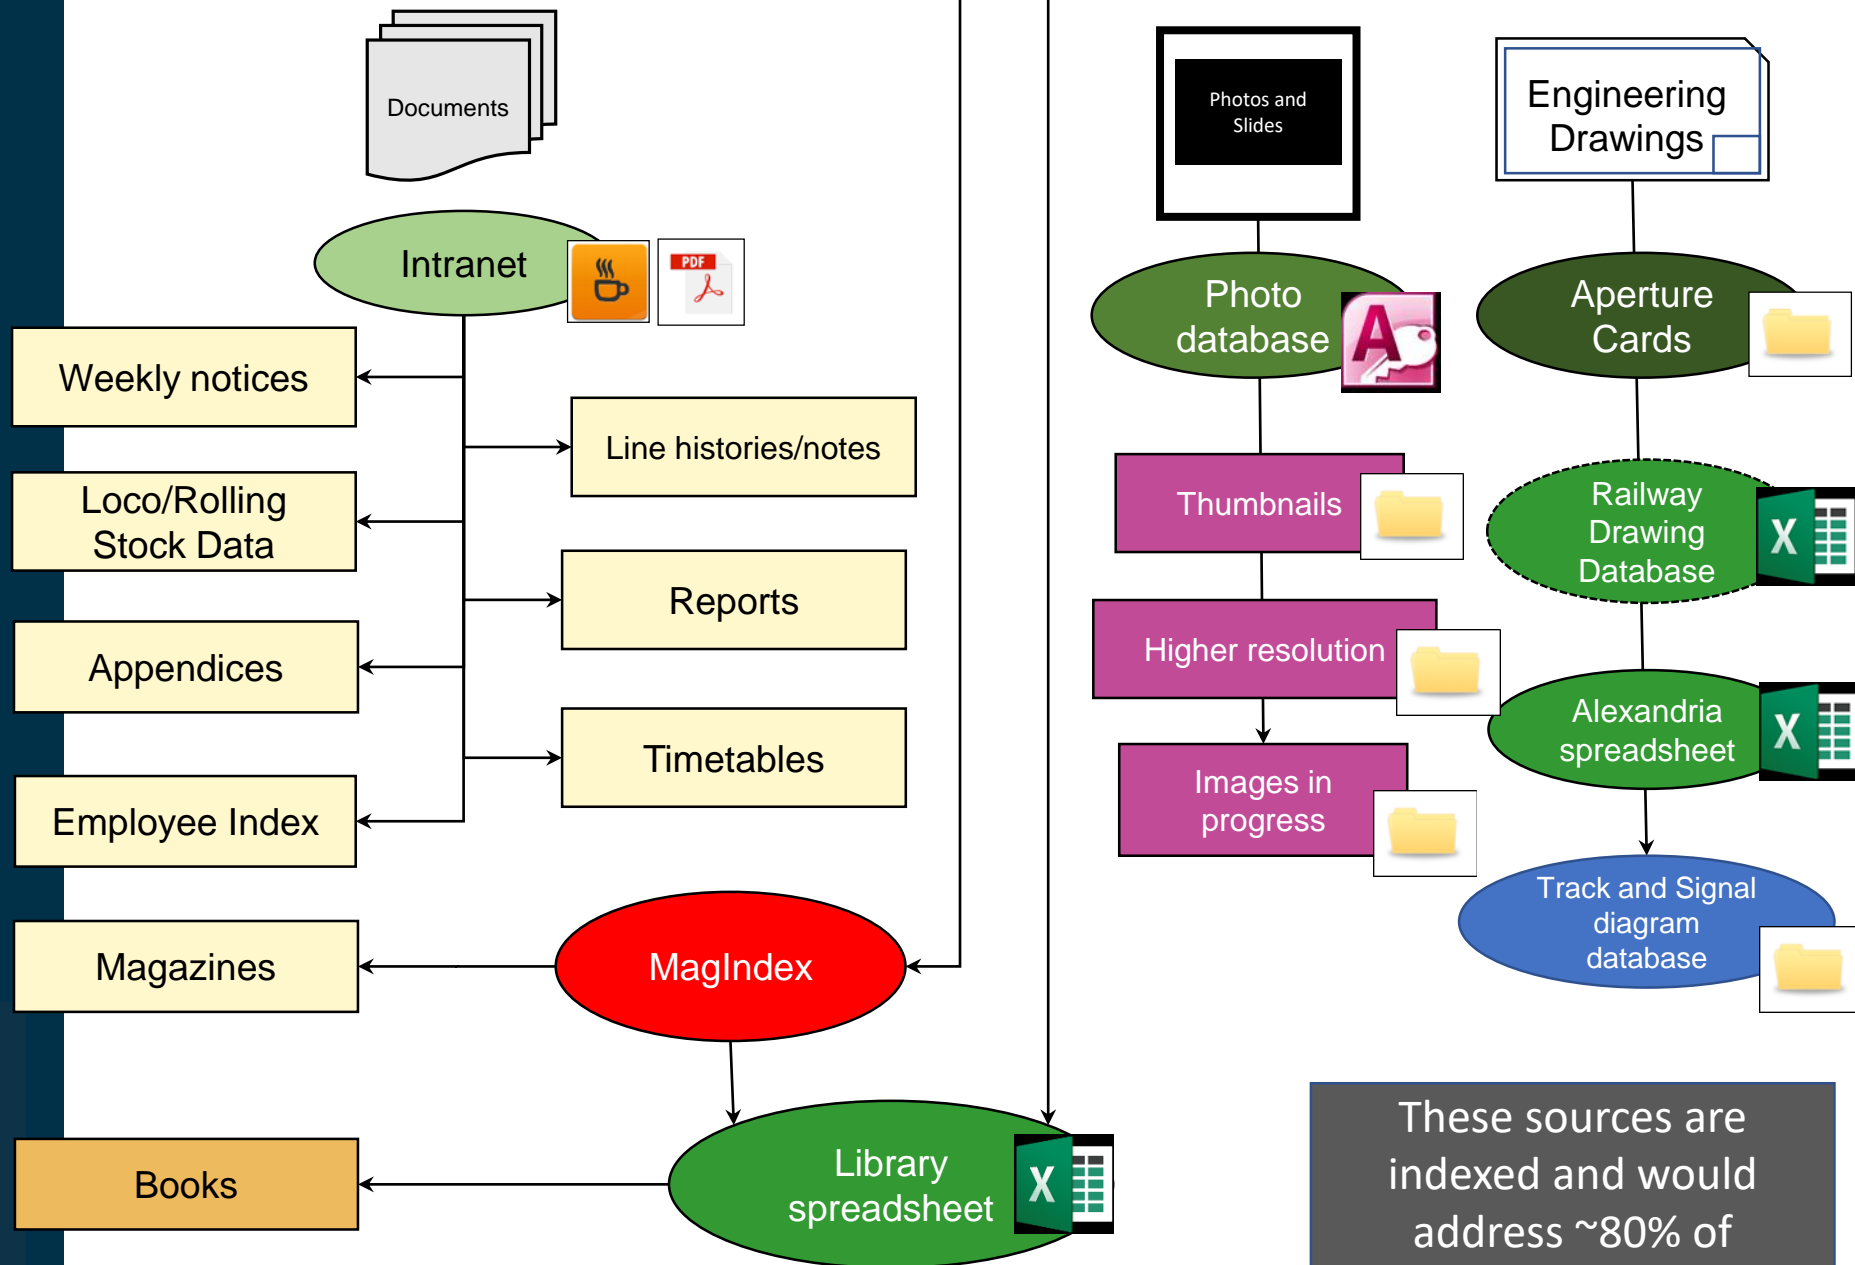 Documents
Photos and
Slides
Engineering
Drawings
Intranet
PDF
Photo
database
A
Aperture
Cards
Weekly notices
Line histories/notes
Loco/Rolling
Stock Data
Thumbnails
Railway
Drawing
Database
X
Reports
Higher resolution
Appendices
Alexandria
spreadsheet
X
Timetables
Images in
progress
Employee Index
Track and Signal
diagram
database
Magazines
MagIndex
Books
Library
spreadsheet
X
These sources are
indexed and would
address ~80% of